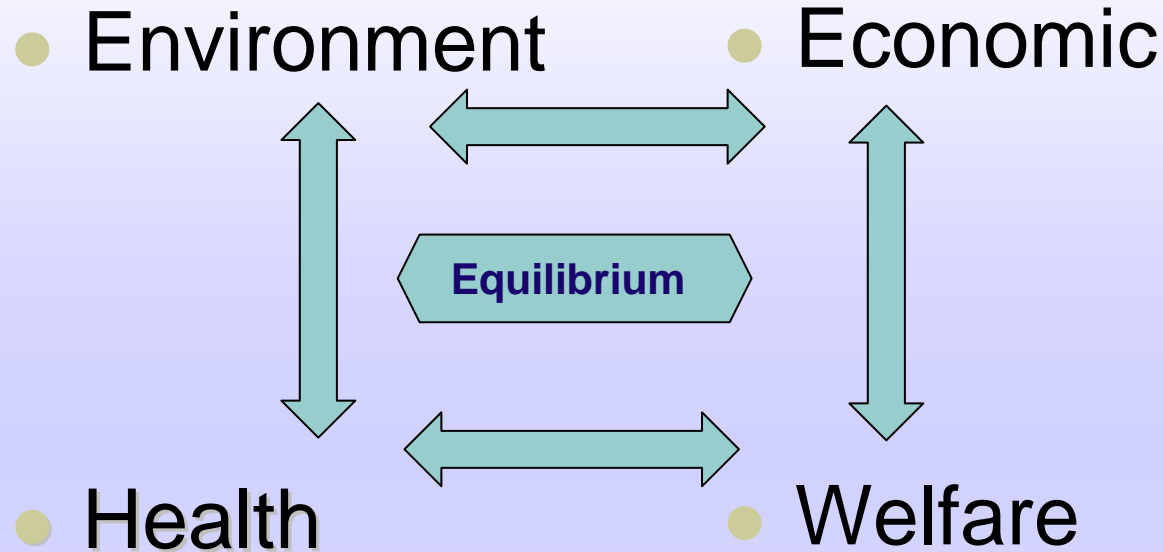 Environment
Economic
Equilibrium
Health
Welfare